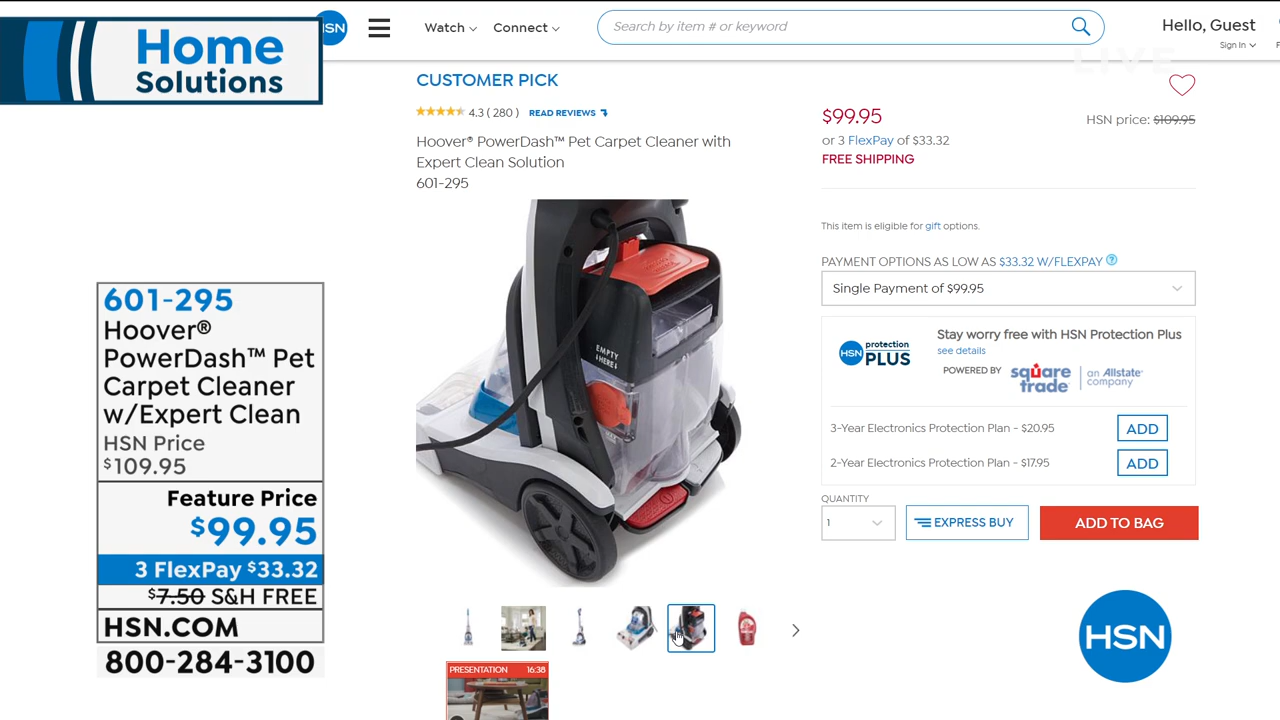 Home
Solutions
HSN
Watch
Connect
Search by item # or keyword
Hello, Guest
Sign In
LIVE
CUSTOMER PICK
4.3 ( 280 )
READ REVIEWS
Hoover® PowerDash™ Pet Carpet Cleaner with
Expert Clean Solution
601-295
$99.95
HSN price: $109.95
or 3 FlexPay of $33.32
FREE SHIPPING
This item is eligible for gift options.
PAYMENT OPTIONS AS LOW AS $33.32 W/FLEXPAY ?
Single Payment of $99.95
HSN protection PLUS
Stay worry free with HSN Protection Plus
see details
POWERED BY
square trade
an Allstate company
3-Year Electronics Protection Plan - $20.95
ADD
2-Year Electronics Protection Plan - $17.95
ADD
QUANTITY
1
EXPRESS BUY
ADD TO BAG
EMPTY
HERE
601-295
Hoover®
PowerDash™ Pet
Carpet Cleaner
w/Expert Clean
HSN Price
$109.95
Feature Price
$99.95
3 FlexPay $33.32
$7.50 S&H FREE
HSN.COM
800-284-3100
PRESENTATION 16:38
HSN